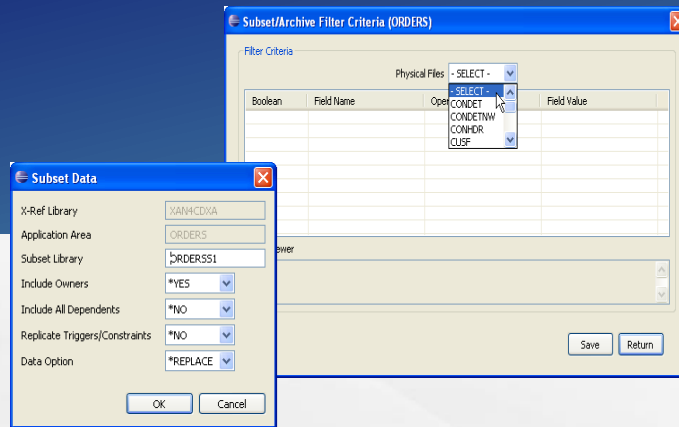 Subset/Archive Filter Criteria (ORDERS)
Filter Criteria
Physical Files - SELECT -
- SELECT -
CONDET
CONDETNW
CONHDR
CUSF
Boolean Field Name Field Value
Save Return
Subset Data
X-Ref Library XAN4CDXA
Application Area ORDERS
Subset Library ORDERSS1
Include Owners *YES
Include All Dependents *NO
Replicate Triggers/Constraints *NO
Data Option *REPLACE
OK Cancel